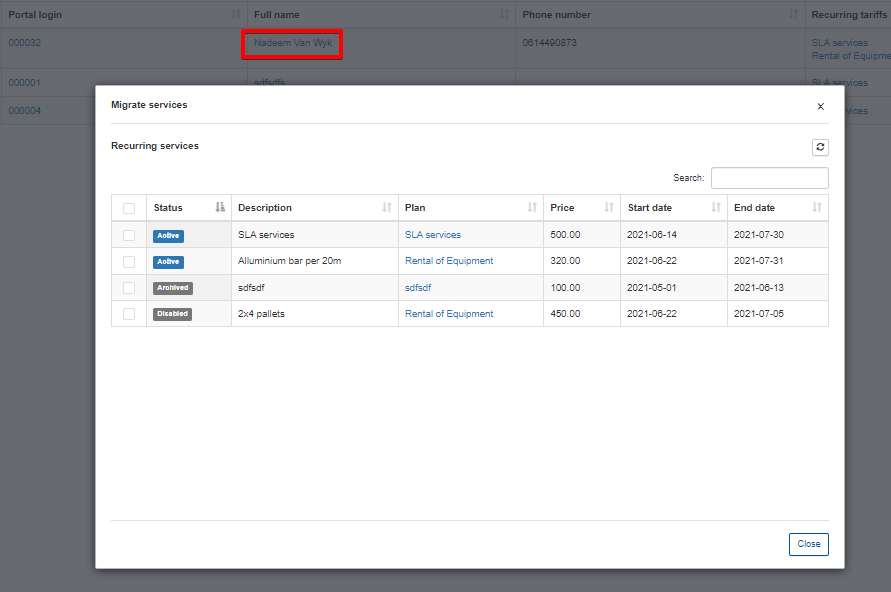 Portal login Full name Phone number Recurring tariffs
000032 Nadeem Van Wyk 0614490873 SLA services
Rental of Equipme
000001 sdfsdfs SLA services
000004 vices
Migrate services ×
Recurring services
Search:
Status Description Plan Price Start date End date
Active SLA services SLA services 500.00 2021-06-14 2021-07-30
Active Alluminium bar per 20m Rental of Equipment 320.00 2021-06-22 2021-07-31
Archived sdfsdf sdfsdf 100.00 2021-05-01 2021-06-13
Disabled 2x4 pallets Rental of Equipment 450.00 2021-06-22 2021-07-05
Close